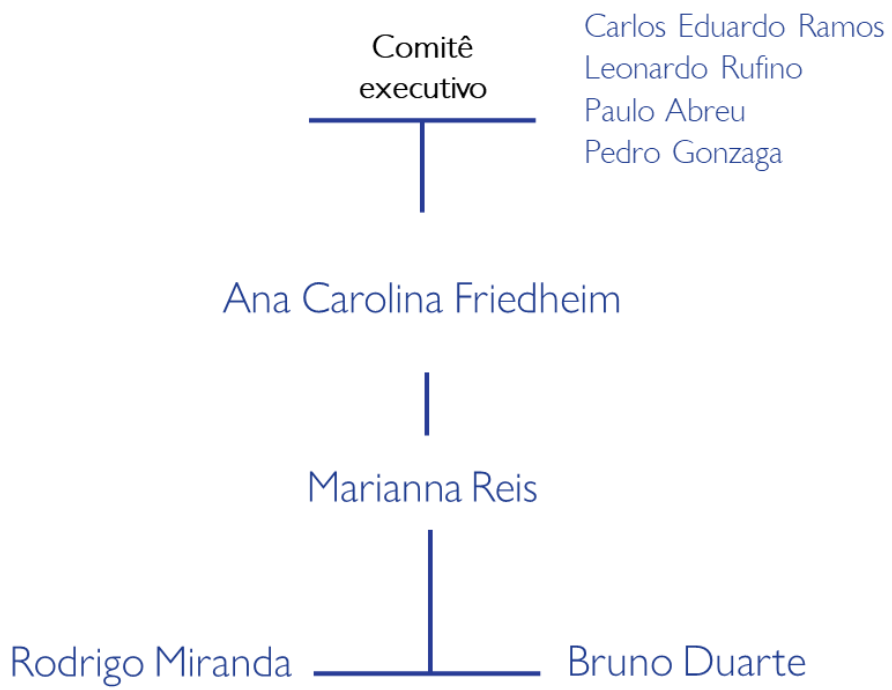 Comitê
executivo
Carlos Eduardo Ramos
Leonardo Rufino
Paulo Abreu
Pedro Gonzaga
Ana Carolina Friedheim
Marianna Reis
Rodrigo Miranda
Bruno Duarte